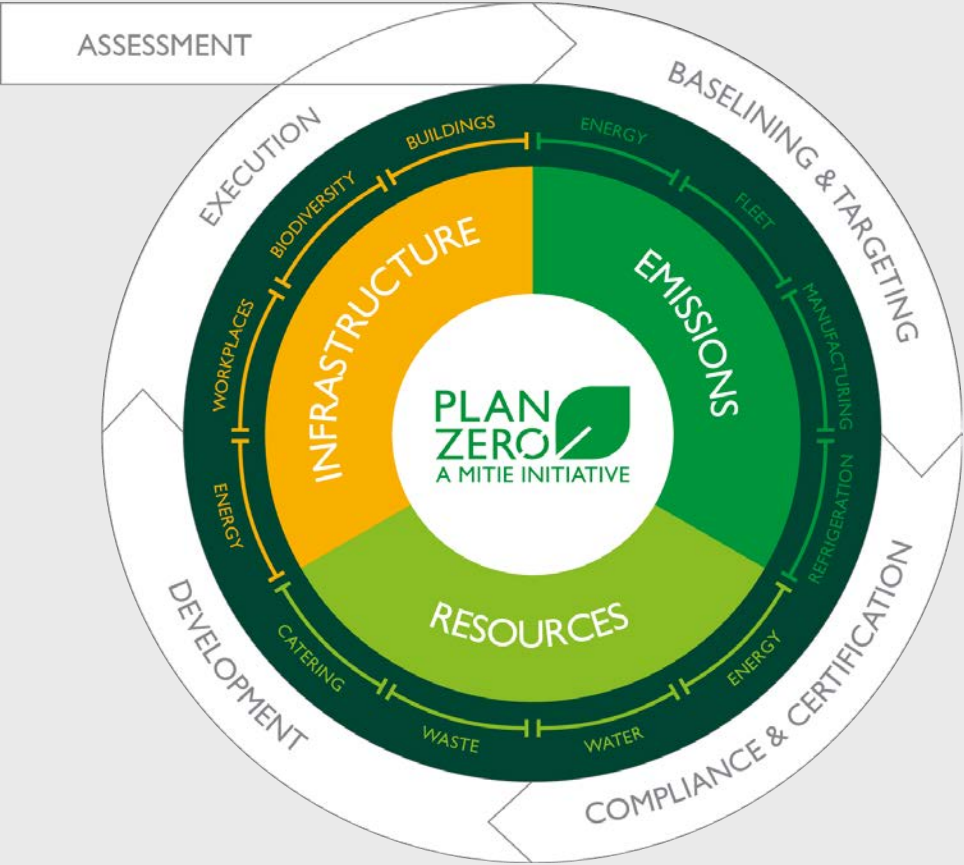 ASSESSMENT
BASELINING & TARGETING
COMPLIANCE & CERTIFICATION
DEVELOPMENT
EXECUTION
ENERGY
FLEET
MANUFACTURING
REFRIGERATION
ENERGY
WATER
WASTE
CATERING
ENERGY
WORKPLACES
BIODIVERSITY
BUILDINGS
EMISSIONS
RESOURCES
INFRASTRUCTURE
PLAN
ZERO
A MITIE INITIATIVE